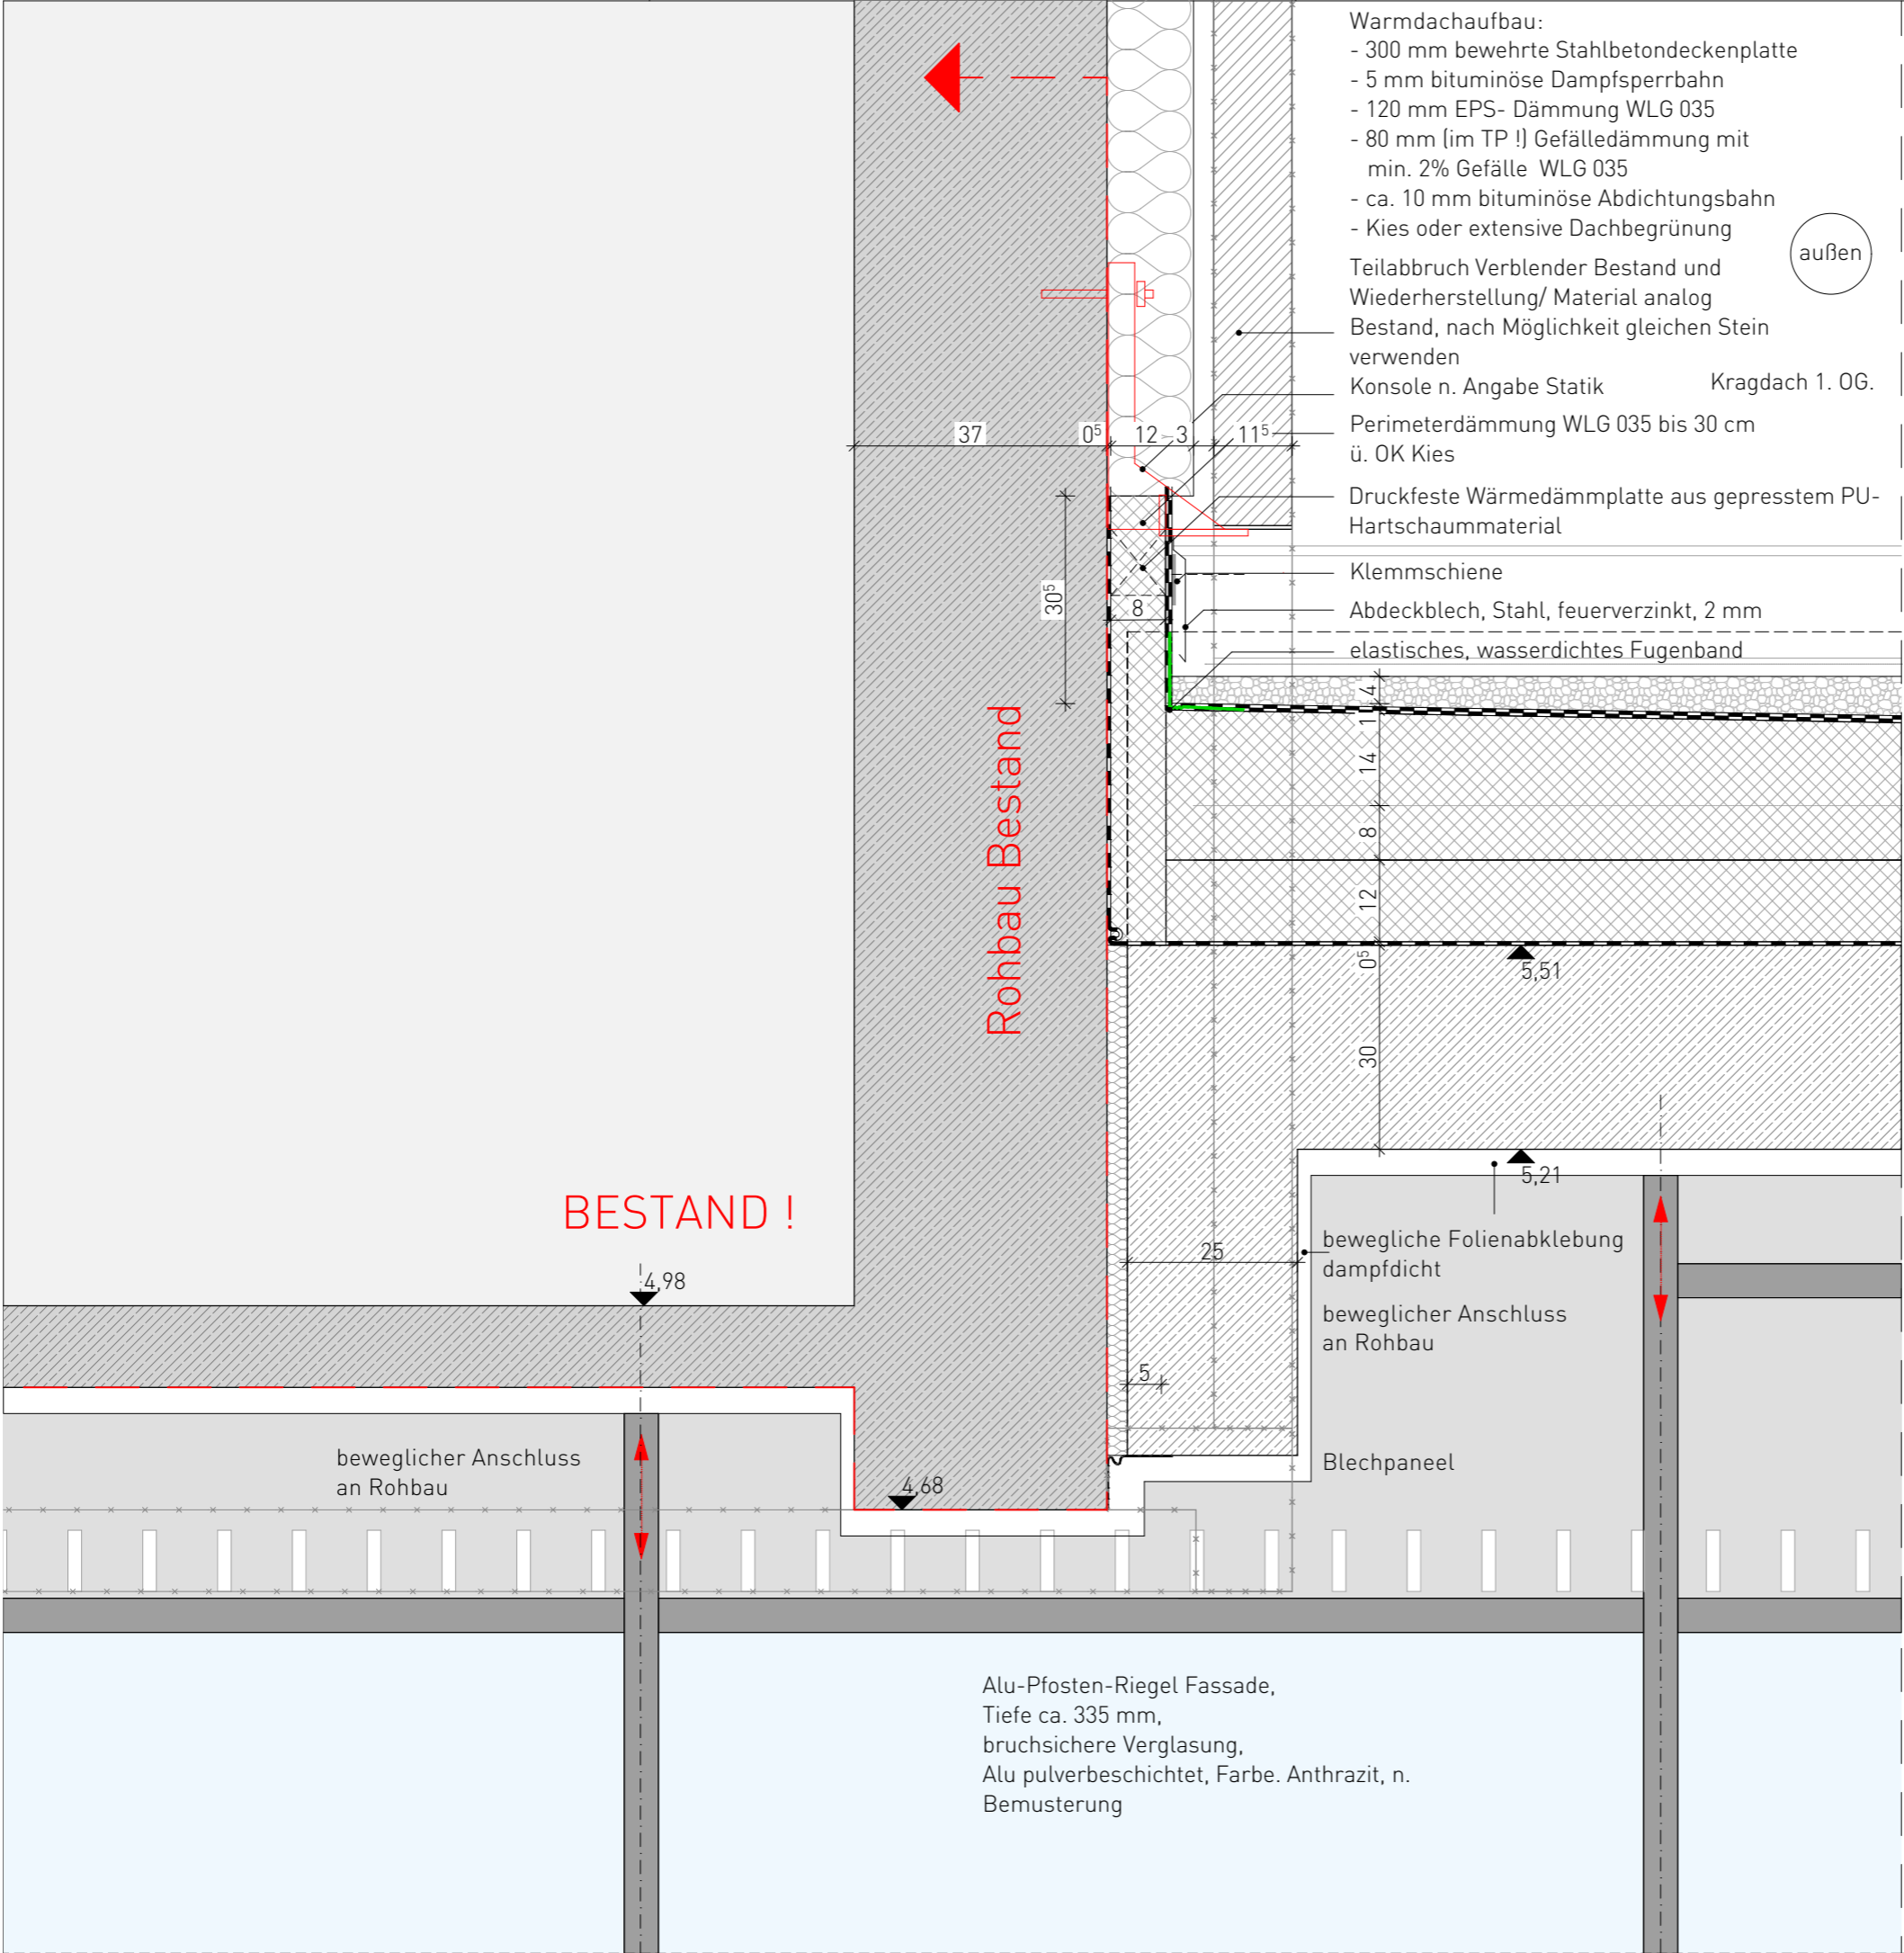 Warmdachaufbau:
- 300 mm bewehrte Stahlbetondeckenplatte
- 5 mm bituminöse Dampfsperrbahn
- 120 mm EPS- Dämmung WLG 035
- 80 mm (im TP !) Gefälledämmung mit
min. 2% Gefälle WLG 035
- ca. 10 mm bituminöse Abdichtungsbahn
- Kies oder extensive Dachbegrünung
außen
Teilabbruch Verblender Bestand und
Wiederherstellung/ Material analog
Bestand, nach Möglichkeit gleichen Stein
verwenden
Konsole n. Angabe Statik
Kragdach 1. OG.
Perimeterdämmung WLG 035 bis 30 cm
ü. OK Kies
37
0⁵
12
3
11⁵
Druckfeste Wärmedämmplatte aus gepresstem PU-
Hartschaummaterial
Klemmschiene
30⁵
8
Abdeckblech, Stahl, feuerverzinkt, 2 mm
elastisches, wasserdichtes Fugenband
4
1
14
8
12
0⁵
30
Rohbau Bestand
5,51
5,21
BESTAND !
4,98
25
bewegliche Folienabklebung
dampfdicht
beweglicher Anschluss
an Rohbau
5
Blechpaneel
beweglicher Anschluss
an Rohbau
4,68
Alu-Pfosten-Riegel Fassade,
Tiefe ca. 335 mm,
bruchsichere Verglasung,
Alu pulverbeschichtet, Farbe. Anthrazit, n.
Bemusterung